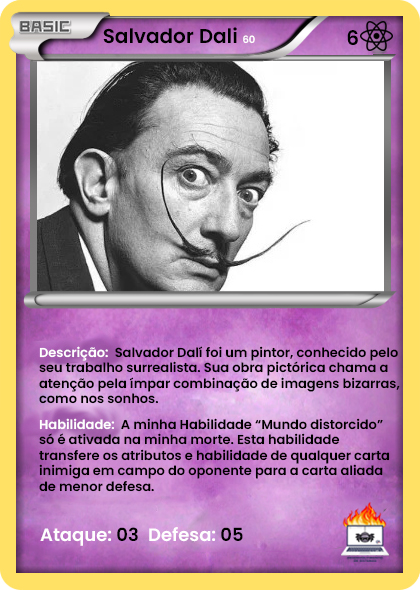 BASIC
Salvador Dali 60
6
Descrição: Salvador Dalí foi um pintor, conhecido pelo
seu trabalho surrealista. Sua obra pictórica chama a
atenção pela ímpar combinação de imagens bizarras,
como nos sonhos.
Habilidade: A minha Habilidade “Mundo distorcido”
só é ativada na minha morte. Esta habilidade
transfere os atributos e habilidade de qualquer carta
inimiga em campo do oponente para a carta aliada
de menor defesa.
Ataque: 03 Defesa: 05